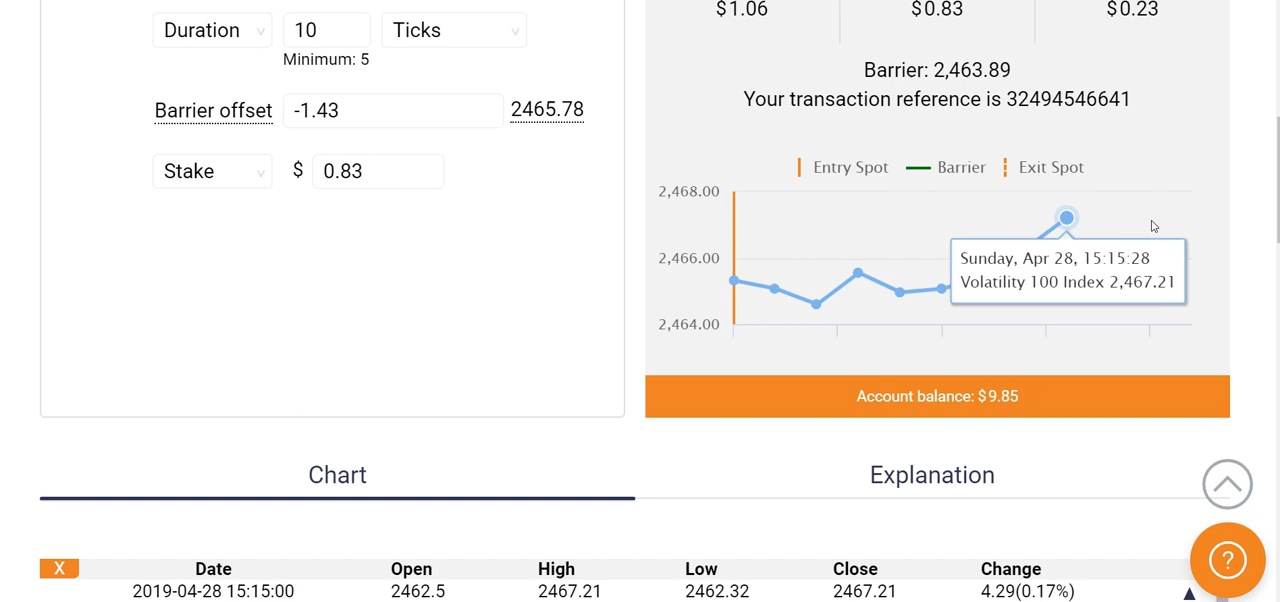 Duration 10 Ticks
Minimum: 5
Barrier offset -1.43 2465.78
Stake $ 0.83
$1.06 $0.83 $0.23
Barrier: 2,463.89
Your transaction reference is 32494546641
Entry Spot Barrier Exit Spot
2,468.00
2,466.00
2,464.00
Sunday, Apr 28, 15:15:28
Volatility 100 Index 2,467.21
Account balance: $9.85
Chart Explanation
X Date Open High Low Close Change
2019-04-28 15:15:00 2462.5 2467.21 2462.32 2467.21 4.29(0.17%)
?